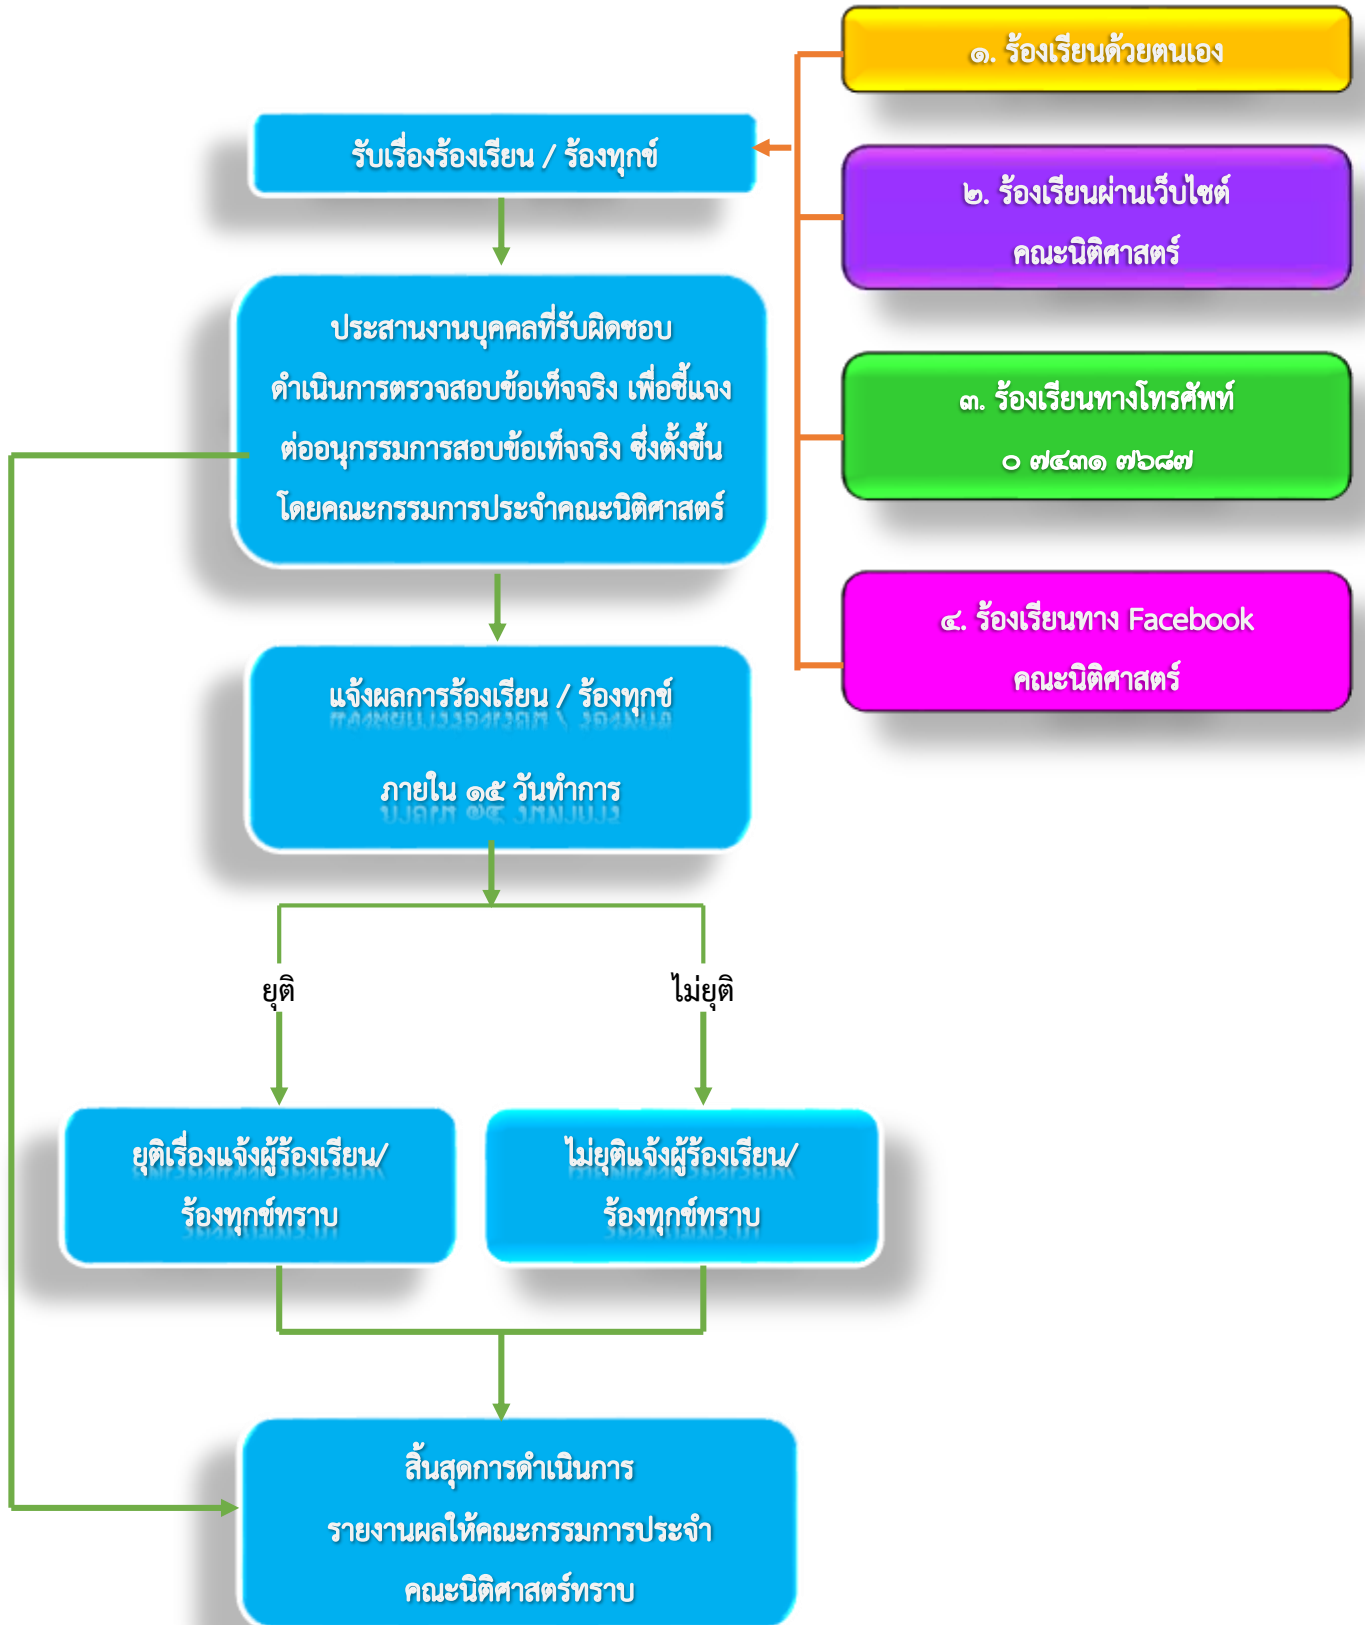 ๑. ร้องเรียนด้วยตนเอง
รับเรื่องร้องเรียน / ร้องทุกข์
๒. ร้องเรียนผ่านเว็บไซต์
คณะนิติศาสตร์
ประสานงานบุคคลที่รับผิดชอบ
ดำเนินการตรวจสอบข้อเท็จจริง เพื่อชี้แจง
ต่ออนุกรรมการสอบข้อเท็จจริง ซึ่งตั้งขึ้น
โดยคณะกรรมการประจำคณะนิติศาสตร์
๓. ร้องเรียนทางโทรศัพท์
๐ ๗๔๓๑ ๗๖๘๗
๔. ร้องเรียนทาง Facebook
คณะนิติศาสตร์
แจ้งผลการร้องเรียน / ร้องทุกข์
ภายใน ๑๕ วันทำการ
ยุติ
ไม่ยุติ
ยุติเรื่องแจ้งผู้ร้องเรียน/
ร้องทุกข์ทราบ
ไม่ยุติแจ้งผู้ร้องเรียน/
ร้องทุกข์ทราบ
สิ้นสุดการดำเนินการ
รายงานผลให้คณะกรรมการประจำ
คณะนิติศาสตร์ทราบ